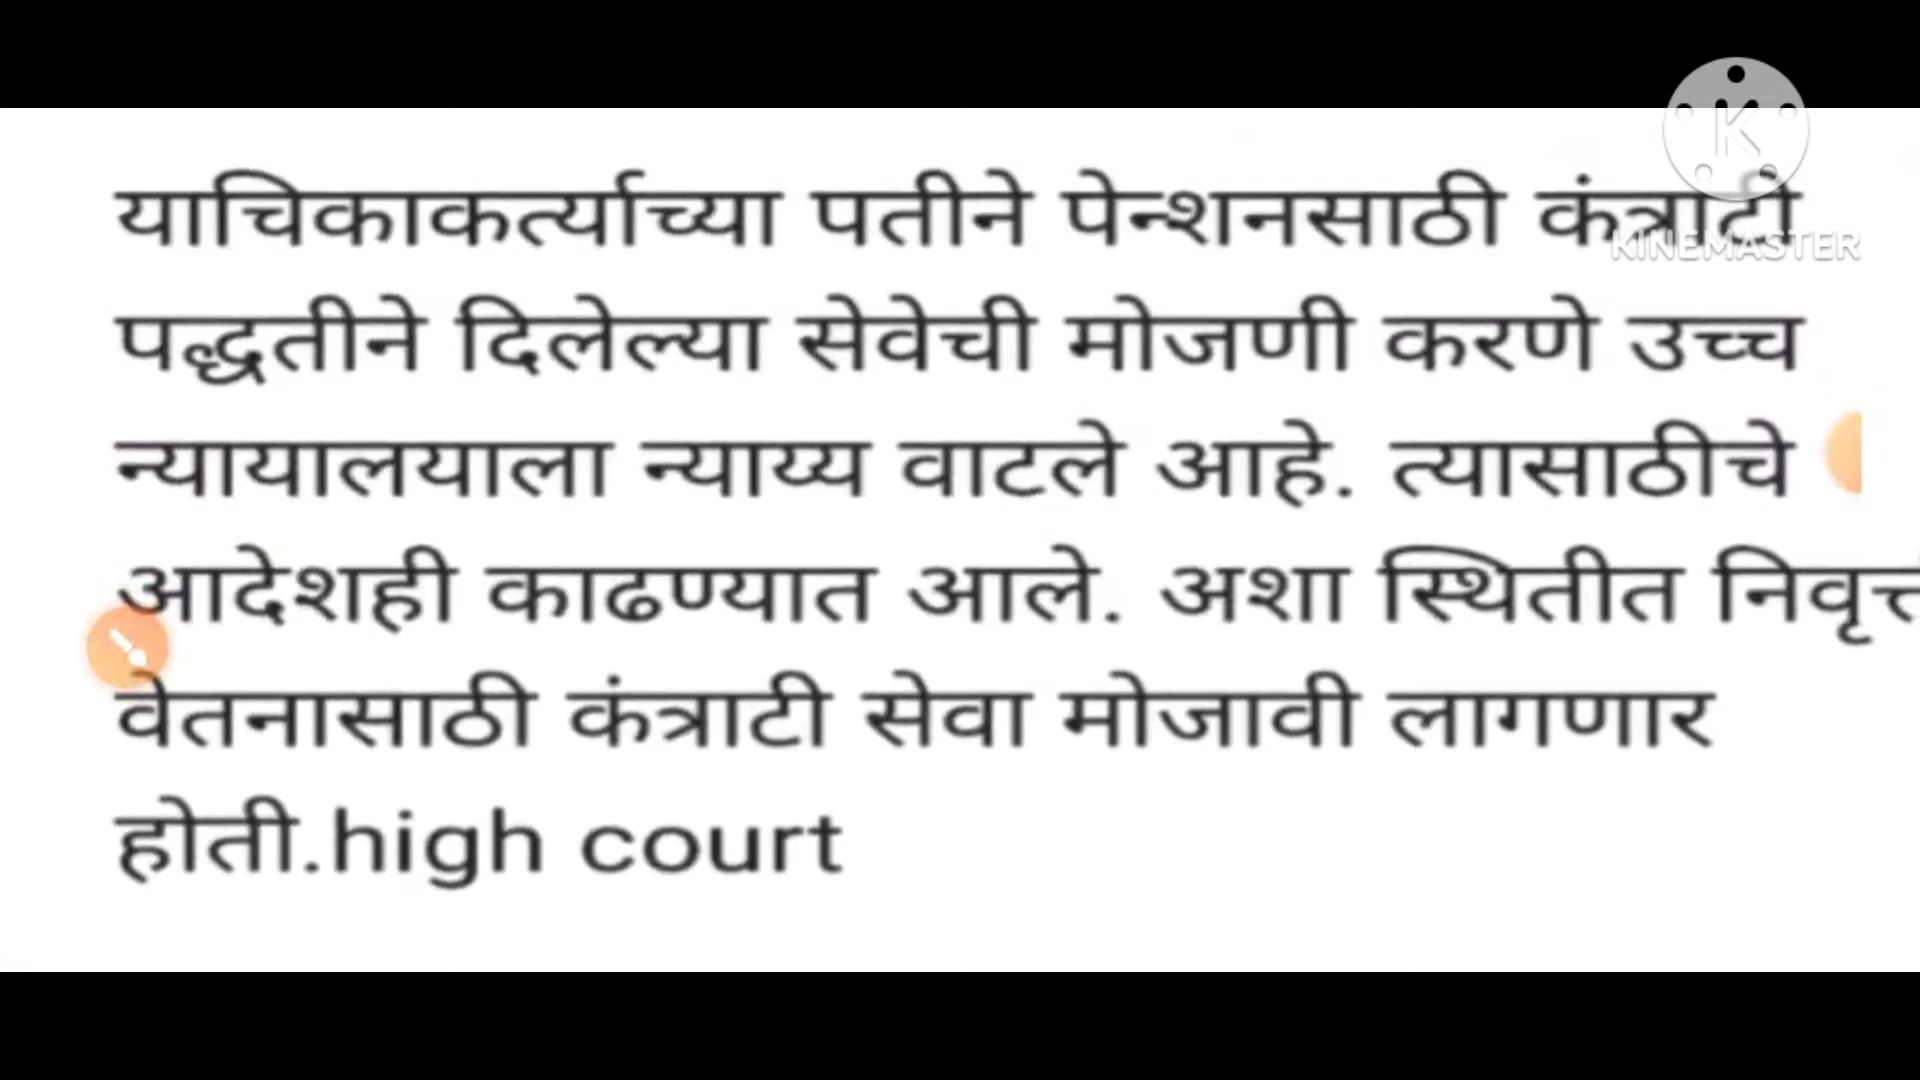 याचिकाकर्त्याच्या पतीने पेन्शनसाठी कंत्राटी
KINEMASTER
पद्धतीने दिलेल्या सेवेची मोजणी करणे उच्च
न्यायालयाला न्याय्य वाटले आहे. त्यासाठीचे
आदेशही काढण्यात आले. अशा स्थितीत
वेतनासाठी कंत्राटी सेवा मोजावी लागणार
होती.high court